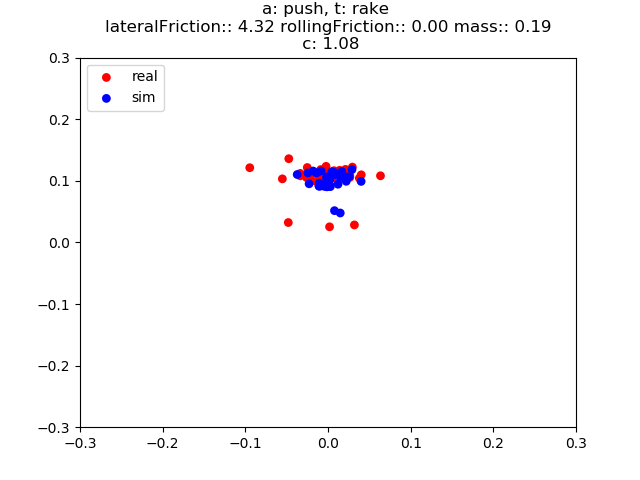 a: push, t: rake
lateralFriction:: 4.32 rollingFriction:: 0.00 mass:: 0.19
c: 1.08
real
sim
0.3
0.2
0.1
0.0
−0.1
−0.2
−0.3
−0.3
−0.2
−0.1
0.0
0.1
0.2
0.3